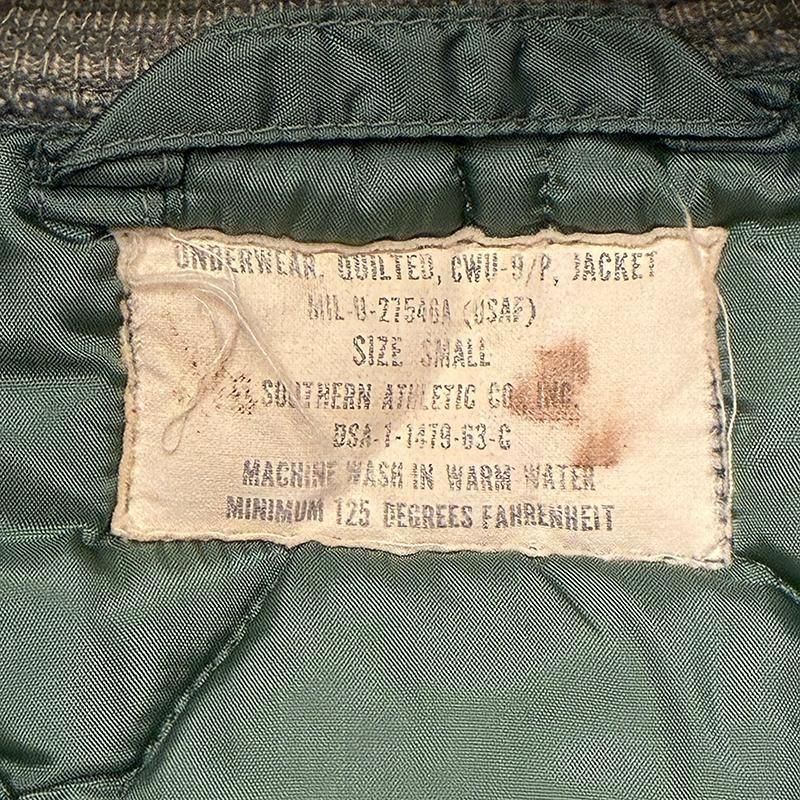 UNDERWEAR, QUILTED, CWU-9/P, JACKET
MIL-U-27546A (USAF)
SIZE SMALL
SOUTHERN ATHLETIC CO., INC.
DSA-1-1479-63-C
MACHINE WASH IN WARM WATER
MINIMUM 125 DEGREES FAHRENHEIT